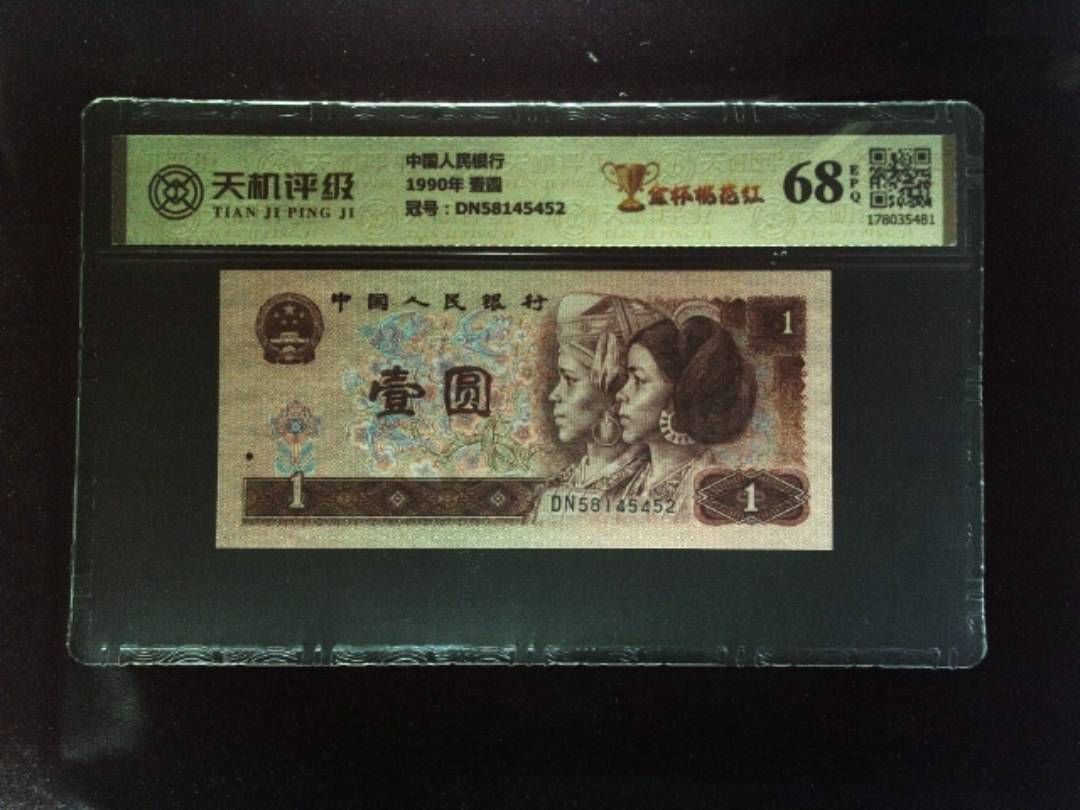 天机评级
TIAN JI PING JI
中国人民银行
1990年 壹圆
冠号：DN58145452
金杯桃花红
68
EPQ
178035481
中国人民银行
1
壹圆
1
DN58145452
1